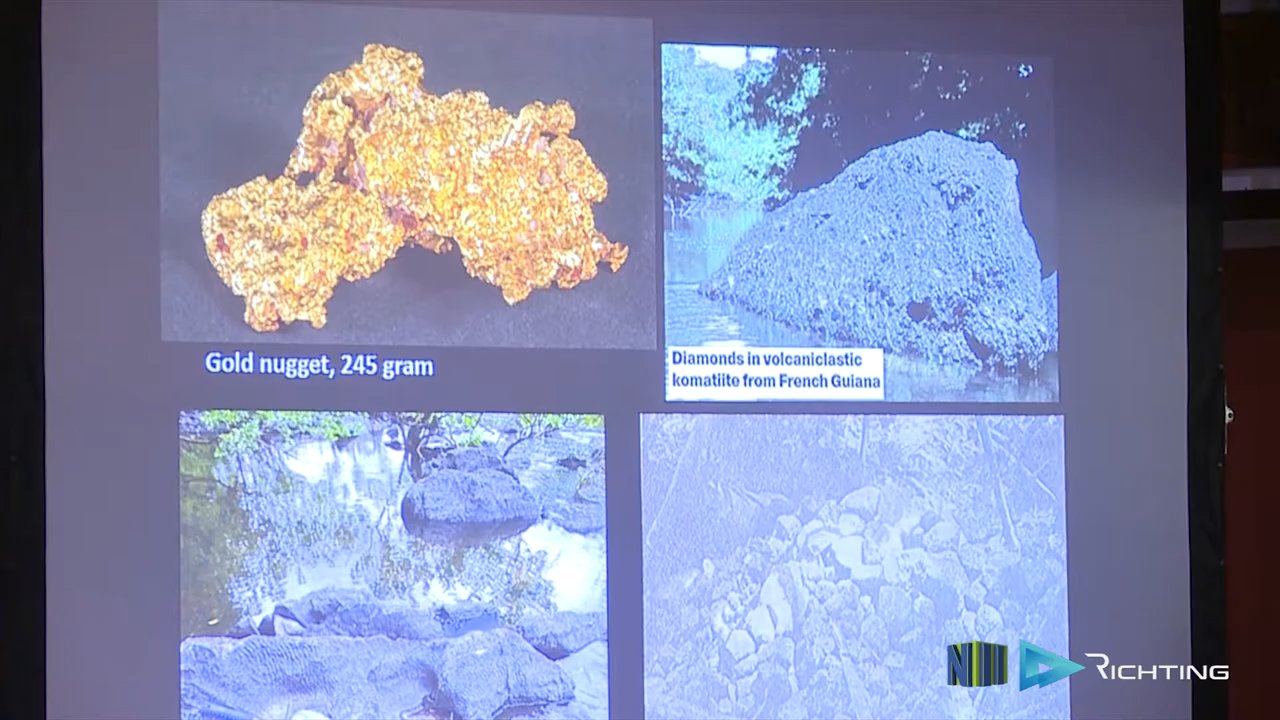 Gold nugget, 245 gram
Diamonds in volcaniclastic
komatiite from French Guiana
RICHTING